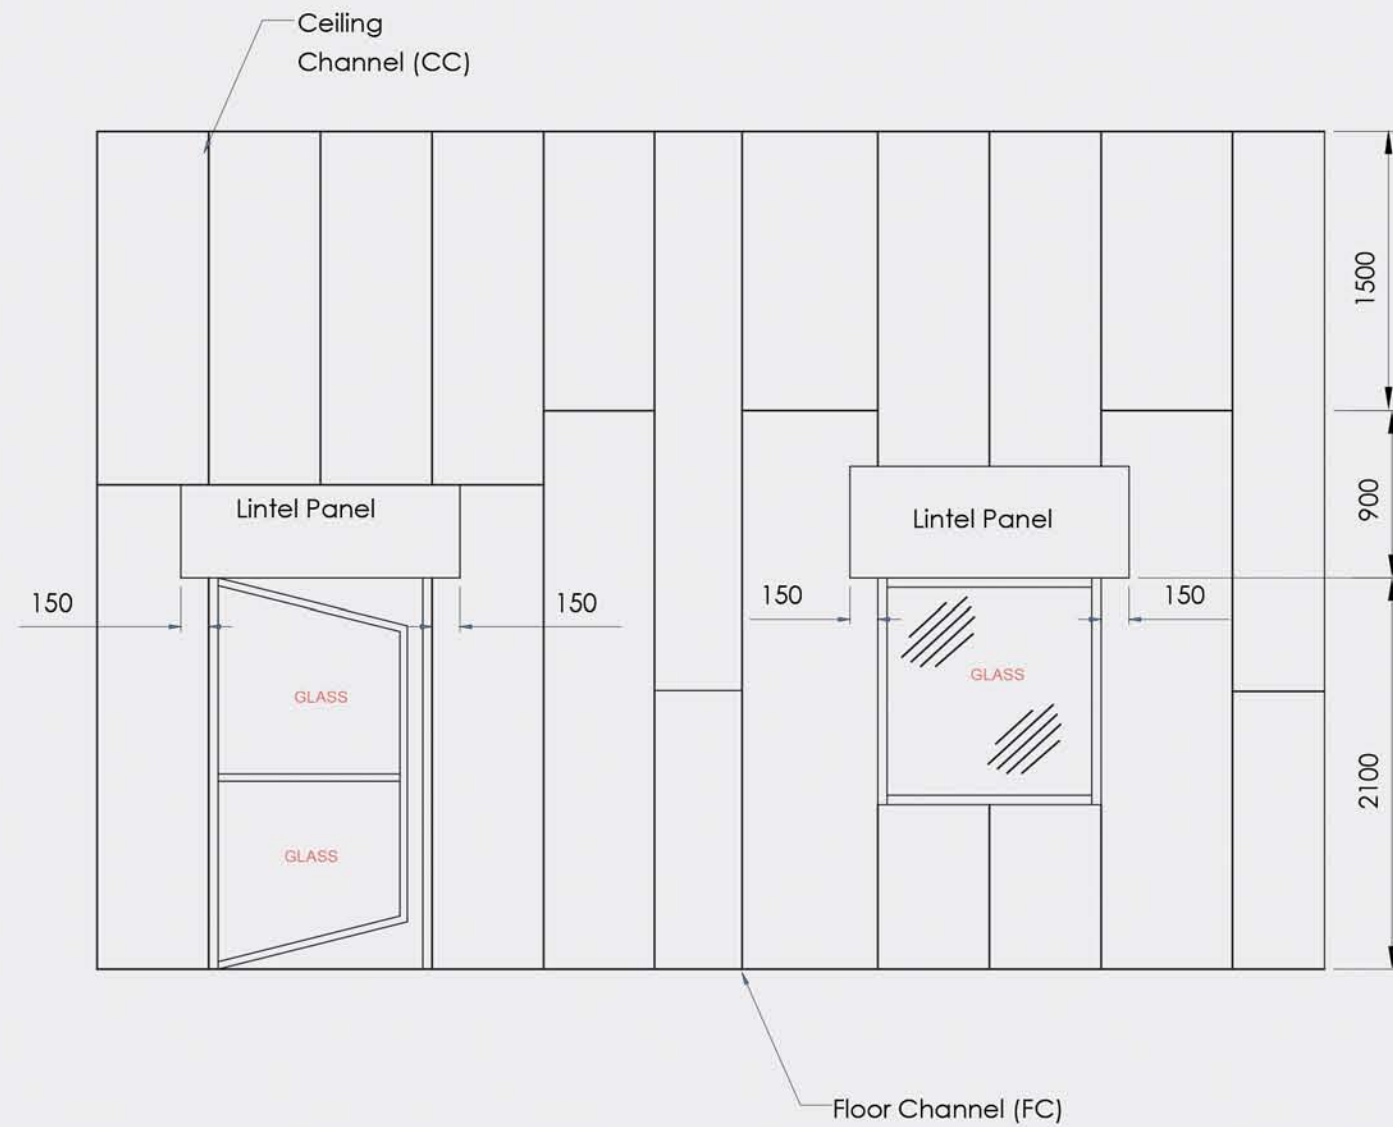 Ceiling
Channel (CC)
1500
Lintel Panel
Lintel Panel
900
150
150
150
150
GLASS
GLASS
2100
GLASS
Floor Channel (FC)